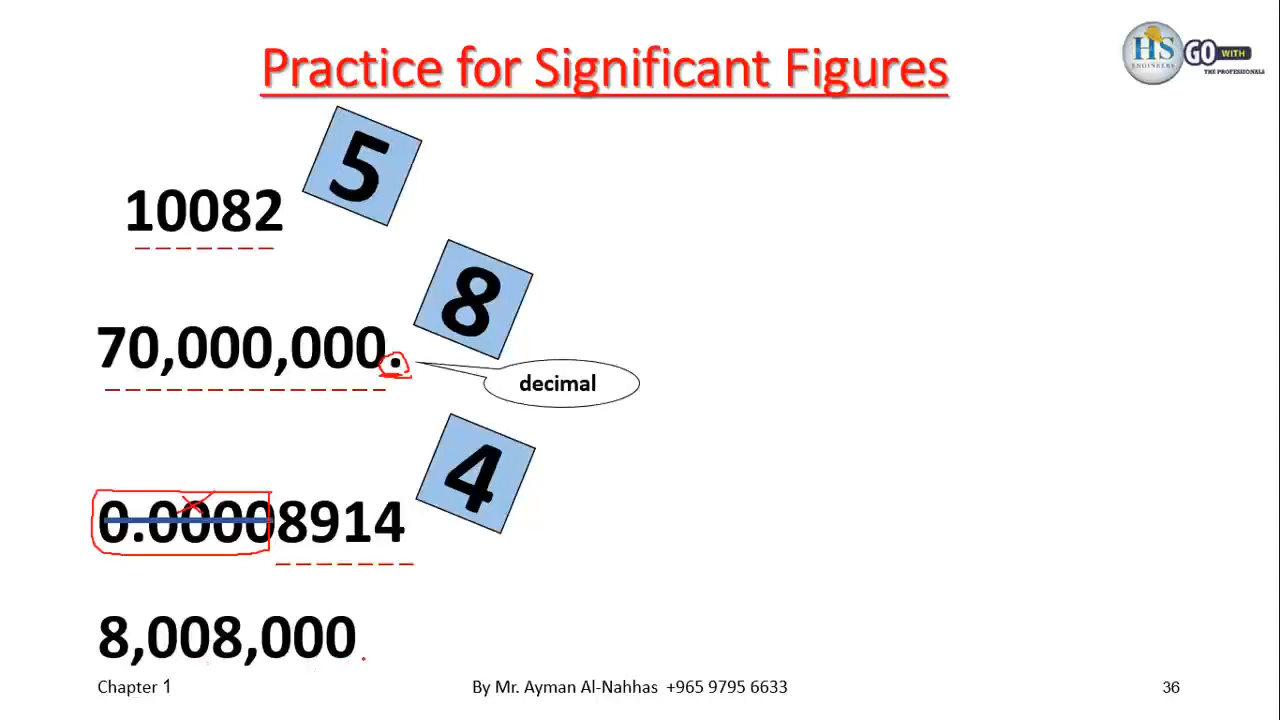 Practice for Significant Figures
HS
ENGINEERS
GO WITH
THE PROFESSIONALS
5
10082
8
70,000,000.
decimal
4
0.00008914
8,008,000
Chapter 1
By Mr. Ayman Al-Nahhas +965 9795 6633
36